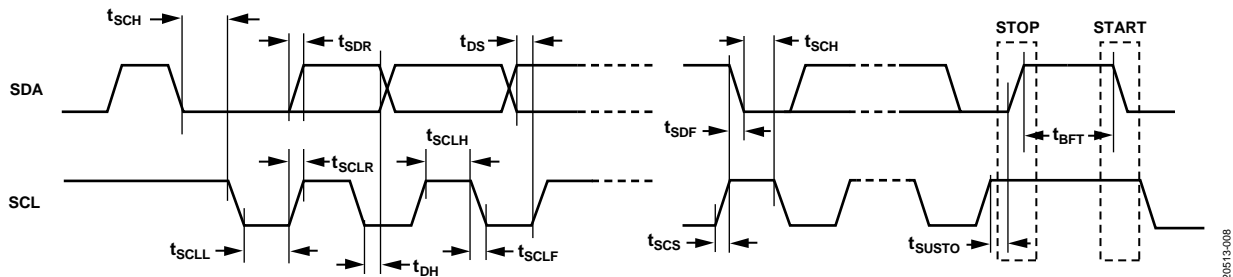 tSCH
tSDR
tDS
tSCH
STOP
START
SDA
tSDF
tBFT
tSCLH
tSCLR
SCL
tSCLL
tDH
tSCLF
tSCS
tSUSTO
20513-008